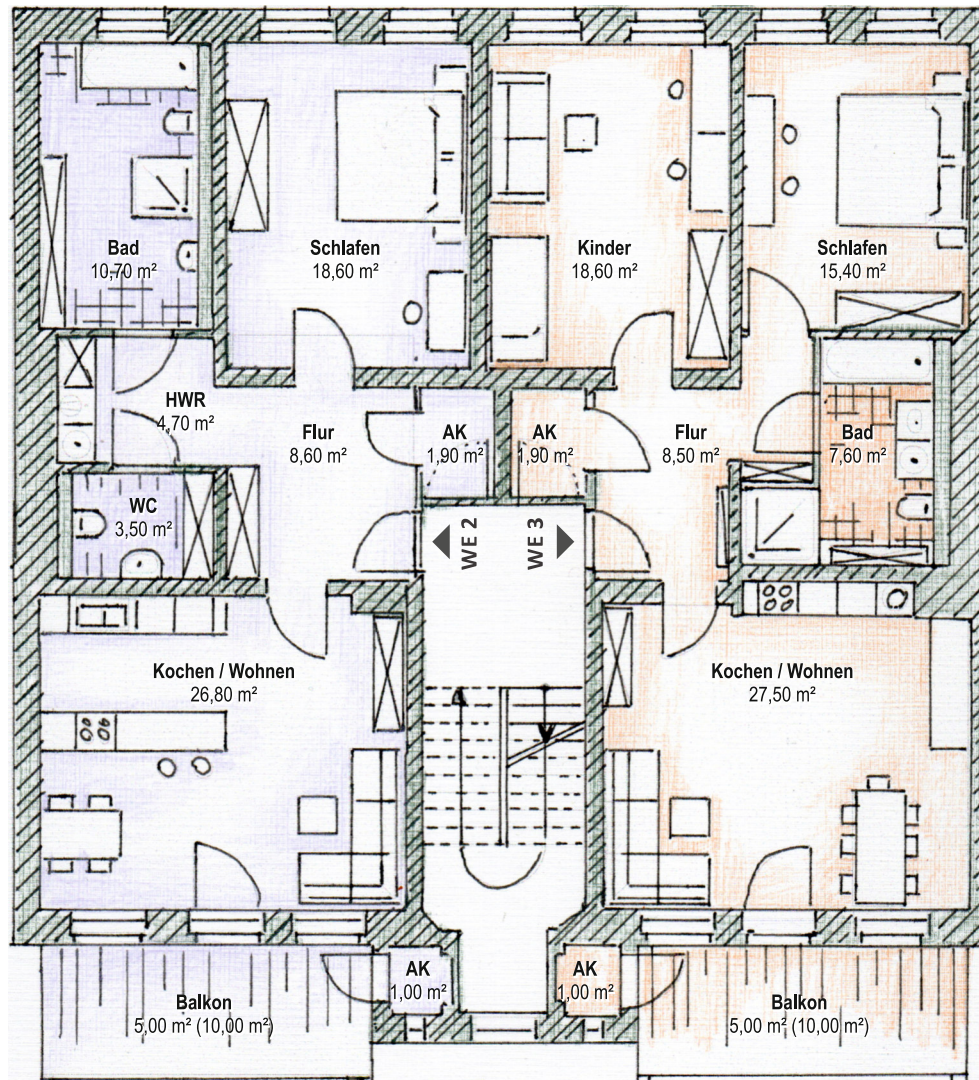 Bad
10,70 m²
Schlafen
18,60 m²
Kinder
18,60 m²
Schlafen
15,40 m²
HWR
4,70 m²
Flur
8,60 m²
AK
1,90 m²
AK
1,90 m²
Flur
8,50 m²
Bad
7,60 m²
WC
3,50 m²
WE 2
WE 3
Kochen / Wohnen
26,80 m²
Kochen / Wohnen
27,50 m²
AK
1,00 m²
AK
1,00 m²
Balkon
5,00 m² (10,00 m²)
Balkon
5,00 m² (10,00 m²)